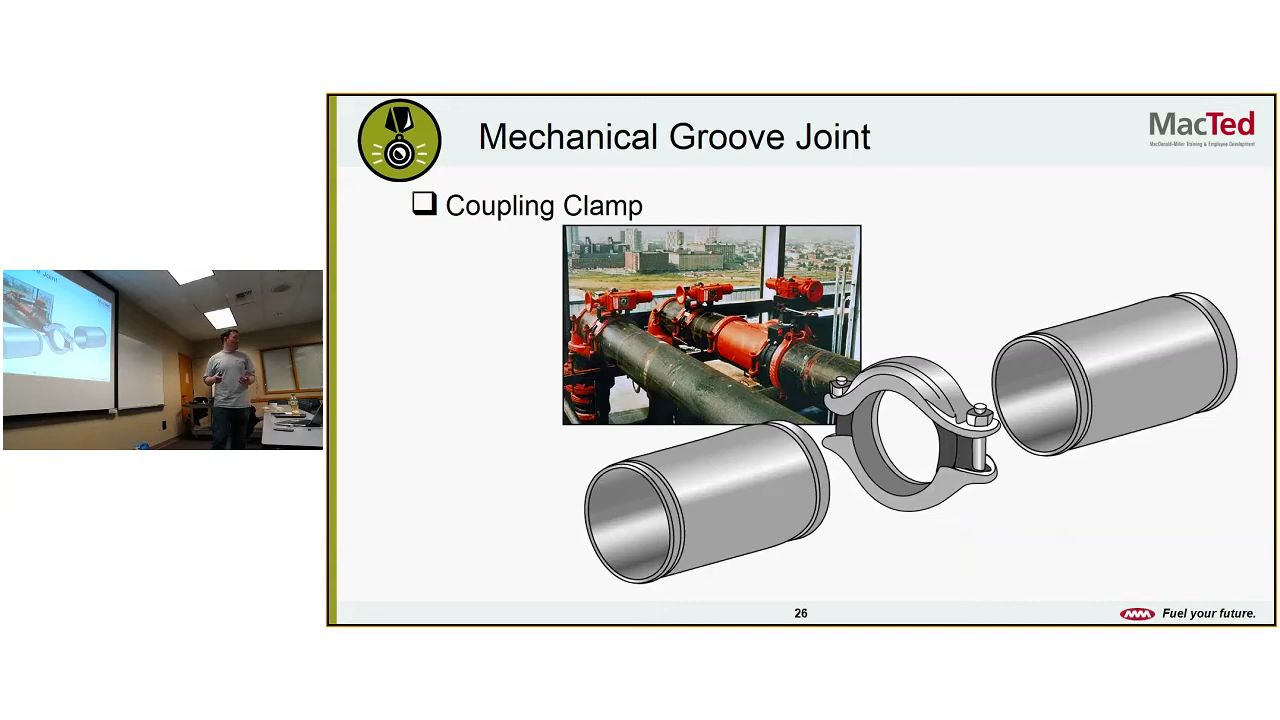 Mechanical Groove Joint
MacTed
MacDonald-Miller Training & Employee Development
Coupling Clamp
26
Fuel your future.